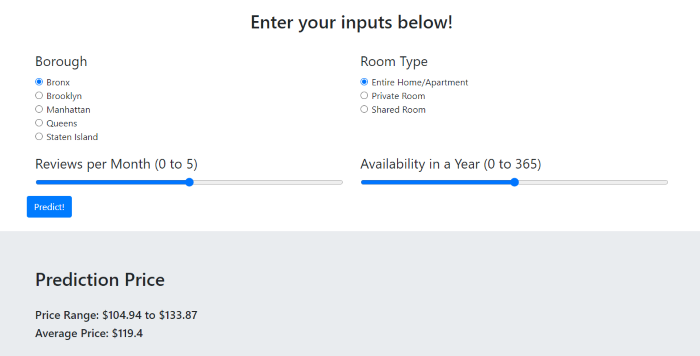 Enter your inputs below!
Borough
Bronx
Brooklyn
Manhattan
Queens
Staten Island
Room Type
Entire Home/Apartment
Private Room
Shared Room
Reviews per Month (0 to 5)
Availability in a Year (0 to 365)
Predict!
Prediction Price
Price Range: $104.94 to $133.87
Average Price: $119.4